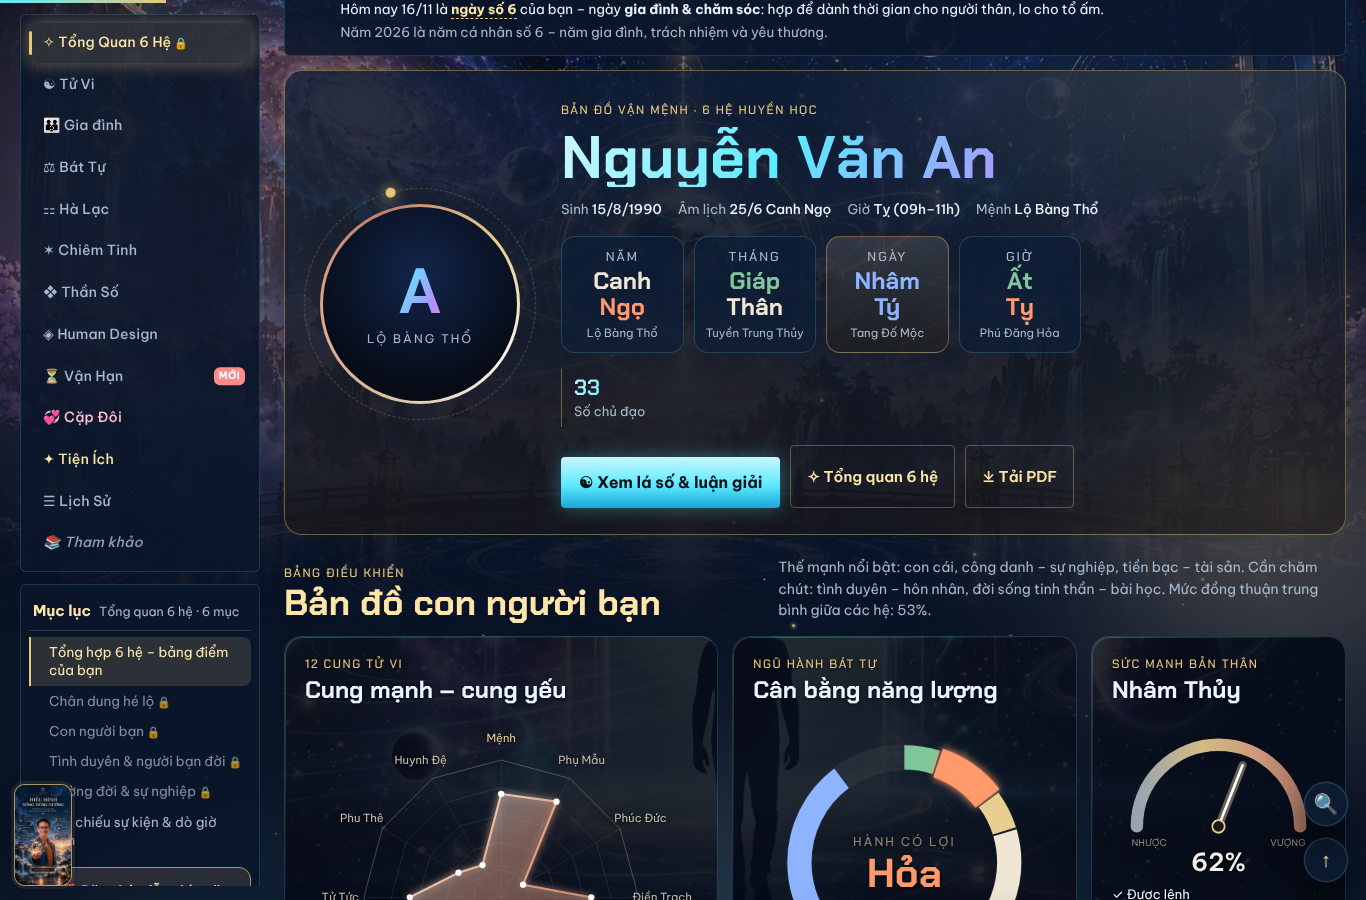 Hôm nay 16/11 là ngày số 6 của bạn – ngày gia đình & chăm sóc: hợp để dành thời gian cho người thân, lo cho tổ ấm.
Năm 2026 là năm cá nhân số 6 – năm gia đình, trách nhiệm và yêu thương.
✧ Tổng Quan 6 Hệ 🔒
☯ Tử Vi
👪 Gia đình
⚖ Bát Tự
⚏ Hà Lạc
✶ Chiêm Tinh
❖ Thần Số
◈ Human Design
⏳ Vận Hạn MỚI
💞 Cặp Đôi
✦ Tiện Ích
☰ Lịch Sử
📚 Tham khảo
Mục lục Tổng quan 6 hệ · 6 mục
Tổng hợp 6 hệ – bảng điểm
của bạn
Chân dung hé lộ 🔒
Con người bạn 🔒
Tình duyên & người bạn đời 🔒
đời & sự nghiệp 🔒
chiếu sự kiện & dò giờ
BẢN ĐỒ VẬN MỆNH · 6 HỆ HUYỀN HỌC
Nguyễn Văn An
Sinh 15/8/1990 Âm lịch 25/6 Canh Ngọ Giờ Tỵ (09h–11h) Mệnh Lộ Bàng Thổ
A
LỘ BÀNG THỔ
NĂM
Canh
Ngọ
Lộ Bàng Thổ
THÁNG
Giáp
Thân
Tuyền Trung Thủy
NGÀY
Nhâm
Tý
Tang Đố Mộc
GIỜ
Ất
Tỵ
Phú Đăng Hỏa
33
Số chủ đạo
☯ Xem lá số & luận giải
✧ Tổng quan 6 hệ
Tải PDF
BẢNG ĐIỀU KHIỂN
Bản đồ con người bạn
Thế mạnh nổi bật: con cái, công danh – sự nghiệp, tiền bạc – tài sản. Cần chăm
chút: tình duyên – hôn nhân, đời sống tinh thần – bài học. Mức đồng thuận trung
bình giữa các hệ: 53%.
12 CUNG TỬ VI
Cung mạnh — cung yếu
Mệnh
Huynh Đệ
Phụ Mẫu
Phu Thê
Phúc Đức
Tử Tức
Điền Trạch
NGŨ HÀNH BÁT TỰ
Cân bằng năng lượng
HÀNH CÓ LỢI
Hỏa
SỨC MẠNH BẢN THÂN
Nhâm Thủy
NHƯỢC
VƯỢNG
62%
✓ Được lệnh
🔍
↑